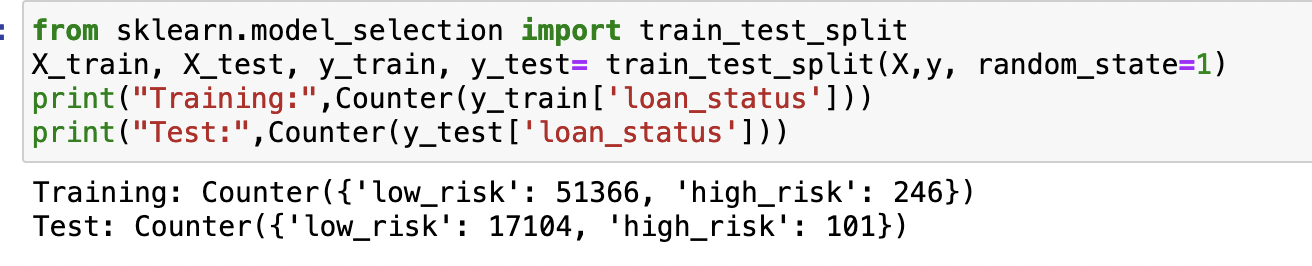 :
from sklearn.model_selection import train_test_split
X_train, X_test, y_train, y_test= train_test_split(X,y, random_state=1)
print("Training:",Counter(y_train['loan_status']))
print("Test:",Counter(y_test['loan_status']))
Training: Counter({'low_risk': 51366, 'high_risk': 246})
Test: Counter({'low_risk': 17104, 'high_risk': 101})